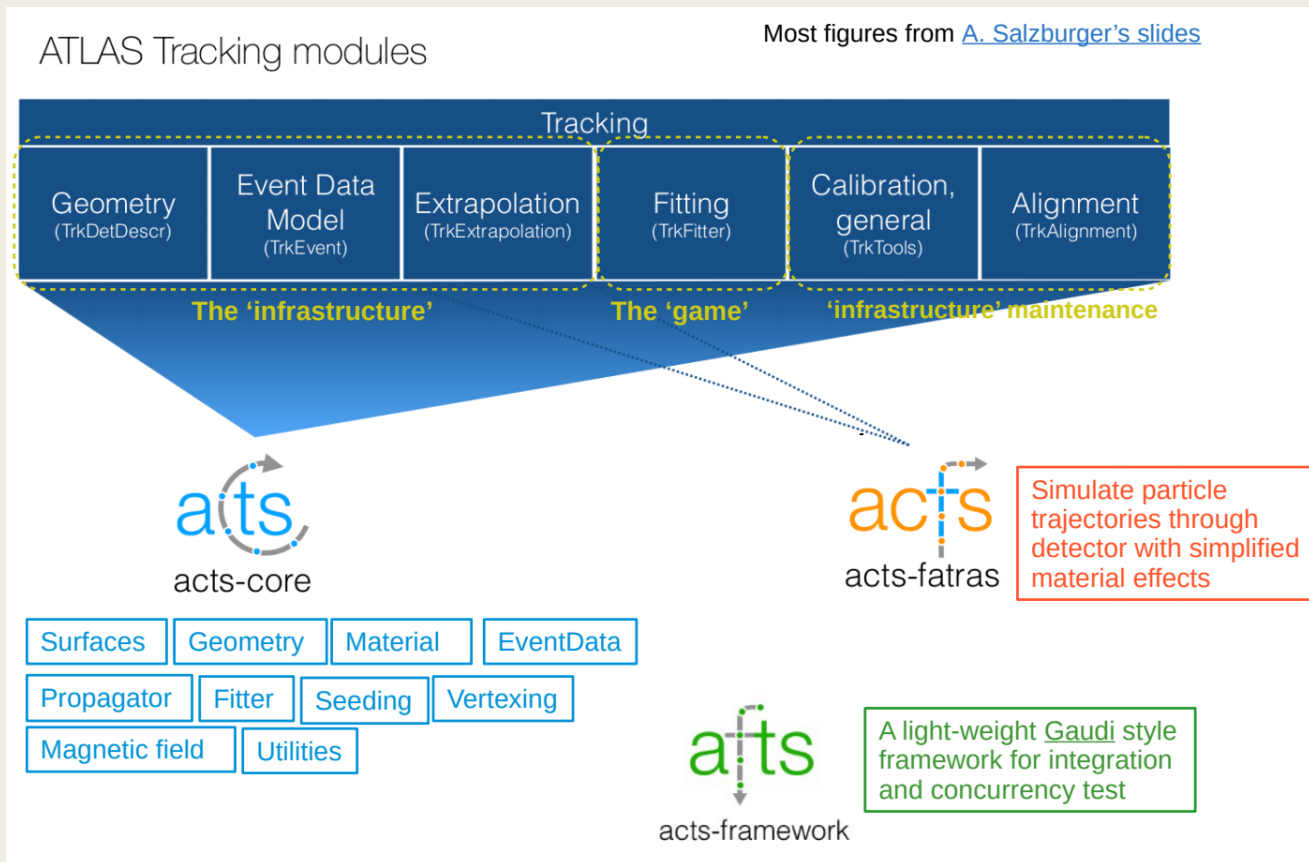 ATLAS Tracking modules
Most figures from A. Salzburger's slides
Tracking
Geometry
(TrkDetDescr)
Event Data
Model
(TrkEvent)
Extrapolation
(TrkExtrapolation)
Fitting
(TrkFitter)
Calibration,
general
(TrkTools)
Alignment
(TrkAlignment)
The ‘infrastructure’
The ‘game’
‘infrastructure’ maintenance
acts
acts-core
acts
acts-fatras
Simulate particle
trajectories through
detector with simplified
material effects
Surfaces
Geometry
Material
EventData
Propagator
Fitter
Seeding
Vertexing
Magnetic field
Utilities
afts
acts-framework
A light-weight Gaudi style
framework for integration
and concurrency test